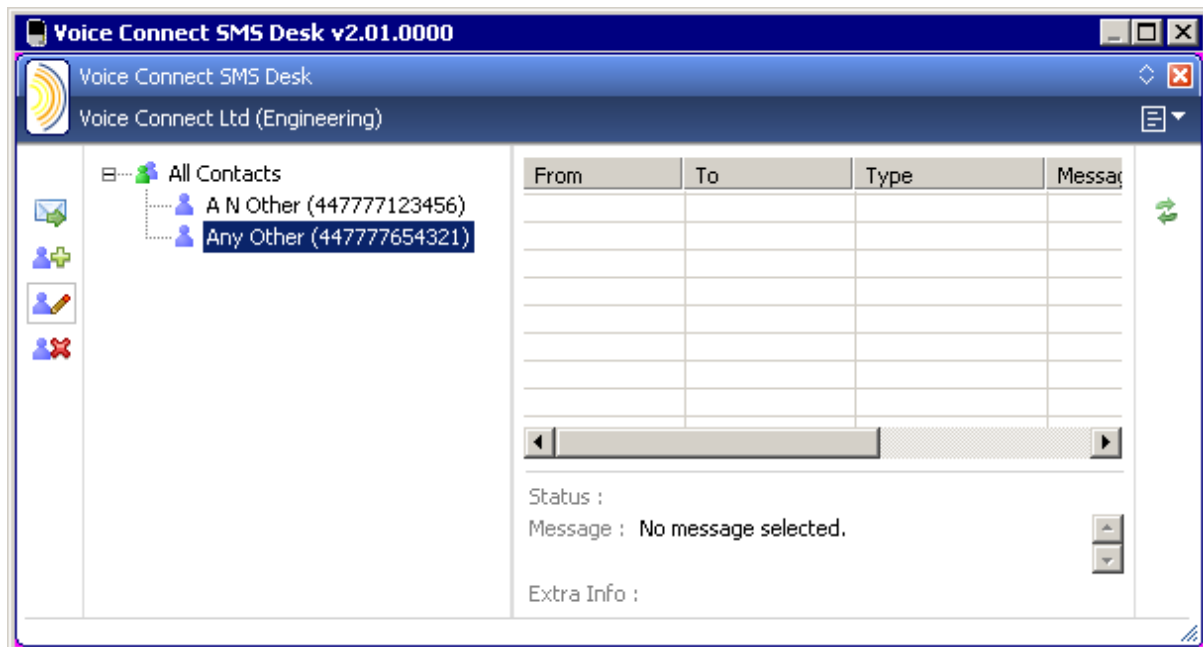 Voice Connect SMS Desk v2.01.0000
Voice Connect SMS Desk
Voice Connect Ltd (Engineering)
All Contacts
A N Other (447777123456)
Any Other (447777654321)
From To Type Messag
Status :
Message : No message selected.
Extra Info :